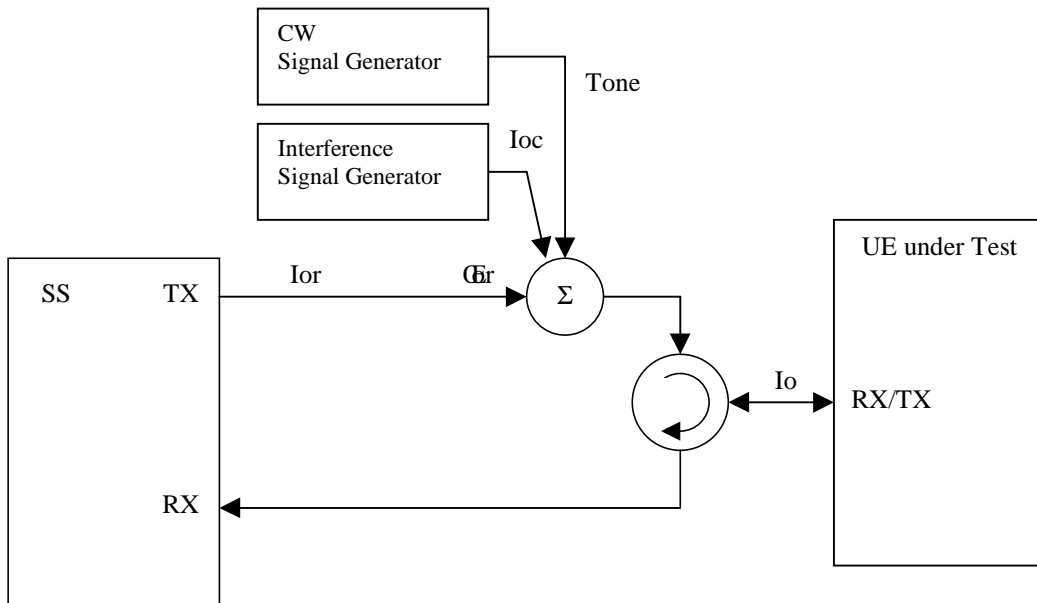 CW
Signal Generator
Tone
Interference
Signal Generator
Ioc
UE under Test
SS
TX
Ior
Σ
Io
RX/TX
RX